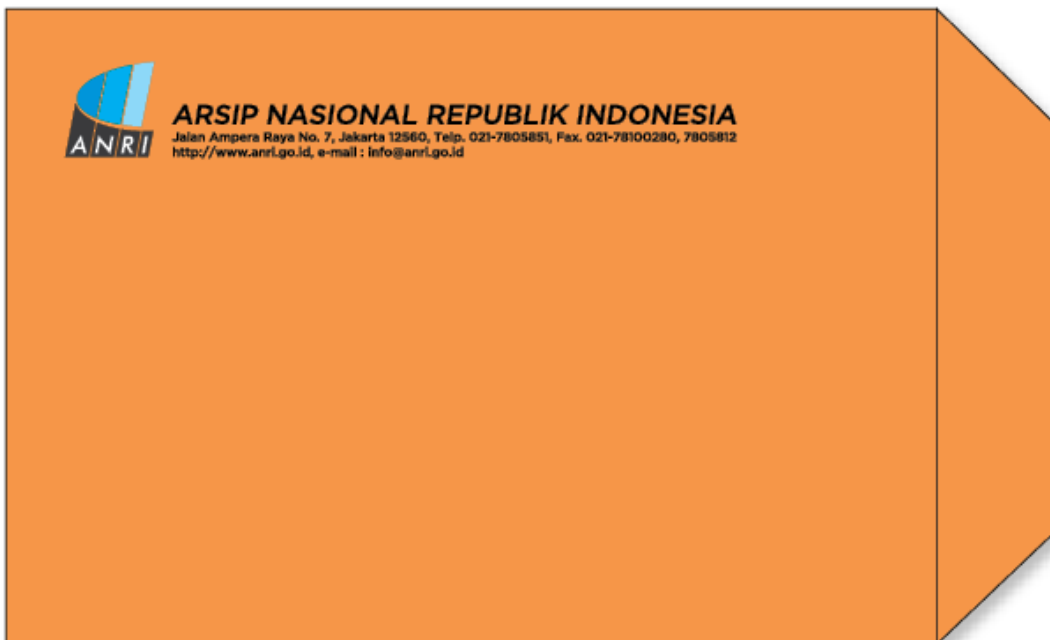 ANRI
ARSIP NASIONAL REPUBLIK INDONESIA
Jalan Ampera Raya No. 7, Jakarta 12560, Telp. 021-7805851, Fax. 021-78100280, 7805812
http://www.anri.go.id, e-mail : info@anri.go.id